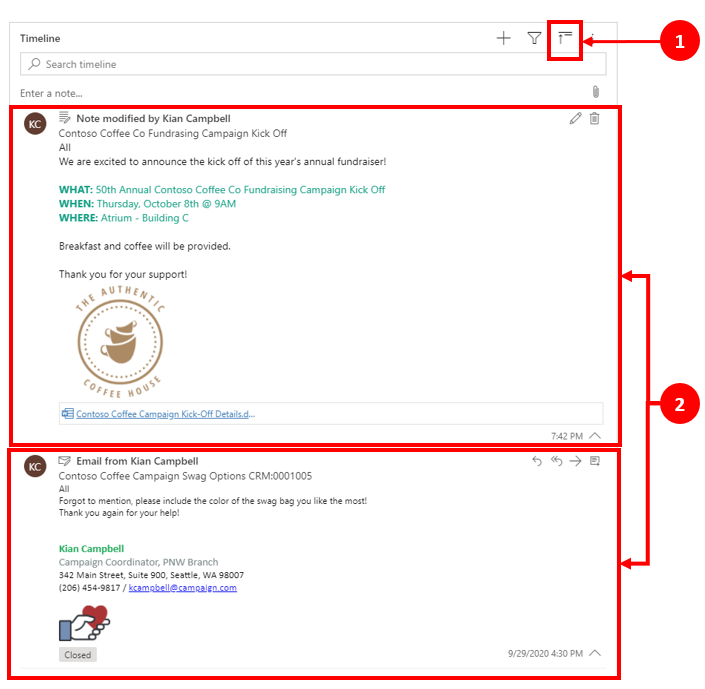 Timeline
1
Search timeline
Enter a note...
KC
Note modified by Kian Campbell
Contoso Coffee Co Fundrasing Campaign Kick Off
All
We are excited to announce the kick off of this year's annual fundraiser!
WHAT: 50th Annual Contoso Coffee Co Fundraising Campaign Kick Off
WHEN: Thursday, October 8th @ 9AM
WHERE: Atrium - Building C
Breakfast and coffee will be provided.
Thank you for your support!
THE AUTHENTIC
COFFEE HOUSE
Contoso Coffee Campaign Kick-Off Details.d...
7:42 PM
2
KC
Email from Kian Campbell
Contoso Coffee Campaign Swag Options CRM:0001005
All
Forgot to mention, please include the color of the swag bag you like the most!
Thank you again for your help!
Kian Campbell
Campaign Coordinator, PNW Branch
342 Main Street, Suite 900, Seattle, WA 98007
(206) 454-9817 / kcampbell@campaign.com
Closed
9/29/2020 4:30 PM